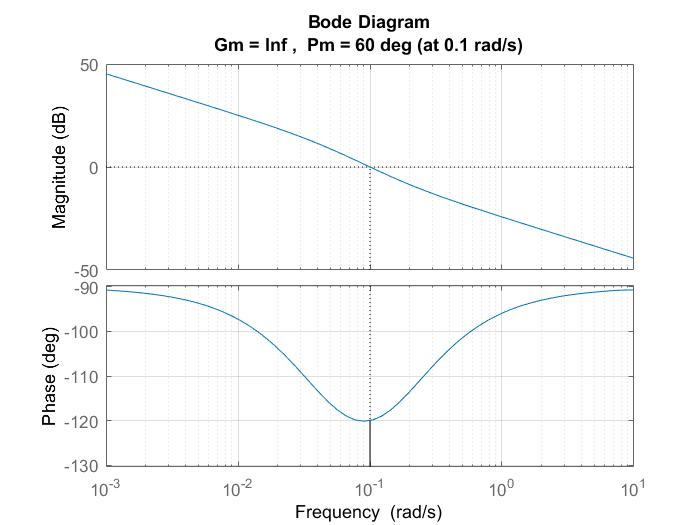 Bode Diagram
Gm = Inf ,  Pm = 60 deg (at 0.1 rad/s)
50
0
-50
Magnitude (dB)
-90
-100
-110
-120
-130
Phase (deg)
10^-3 10^-2 10^-1 10^0 10^1
Frequency  (rad/s)